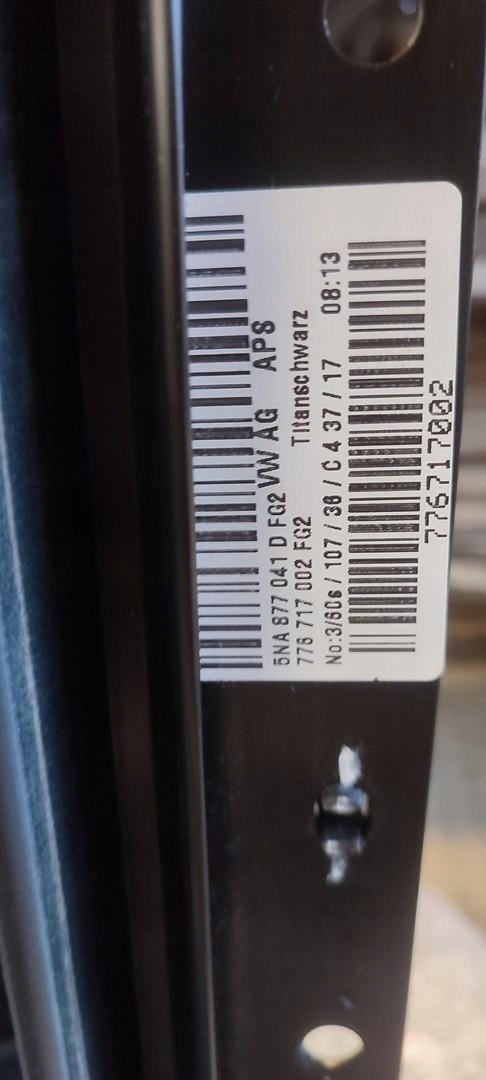 5NA 877 041 D FG2 VW AG APS
776 717 002 FG2 Titanschwarz
No:3/60s / 107 / 36 / C 4 37 / 17 08:13
776717002